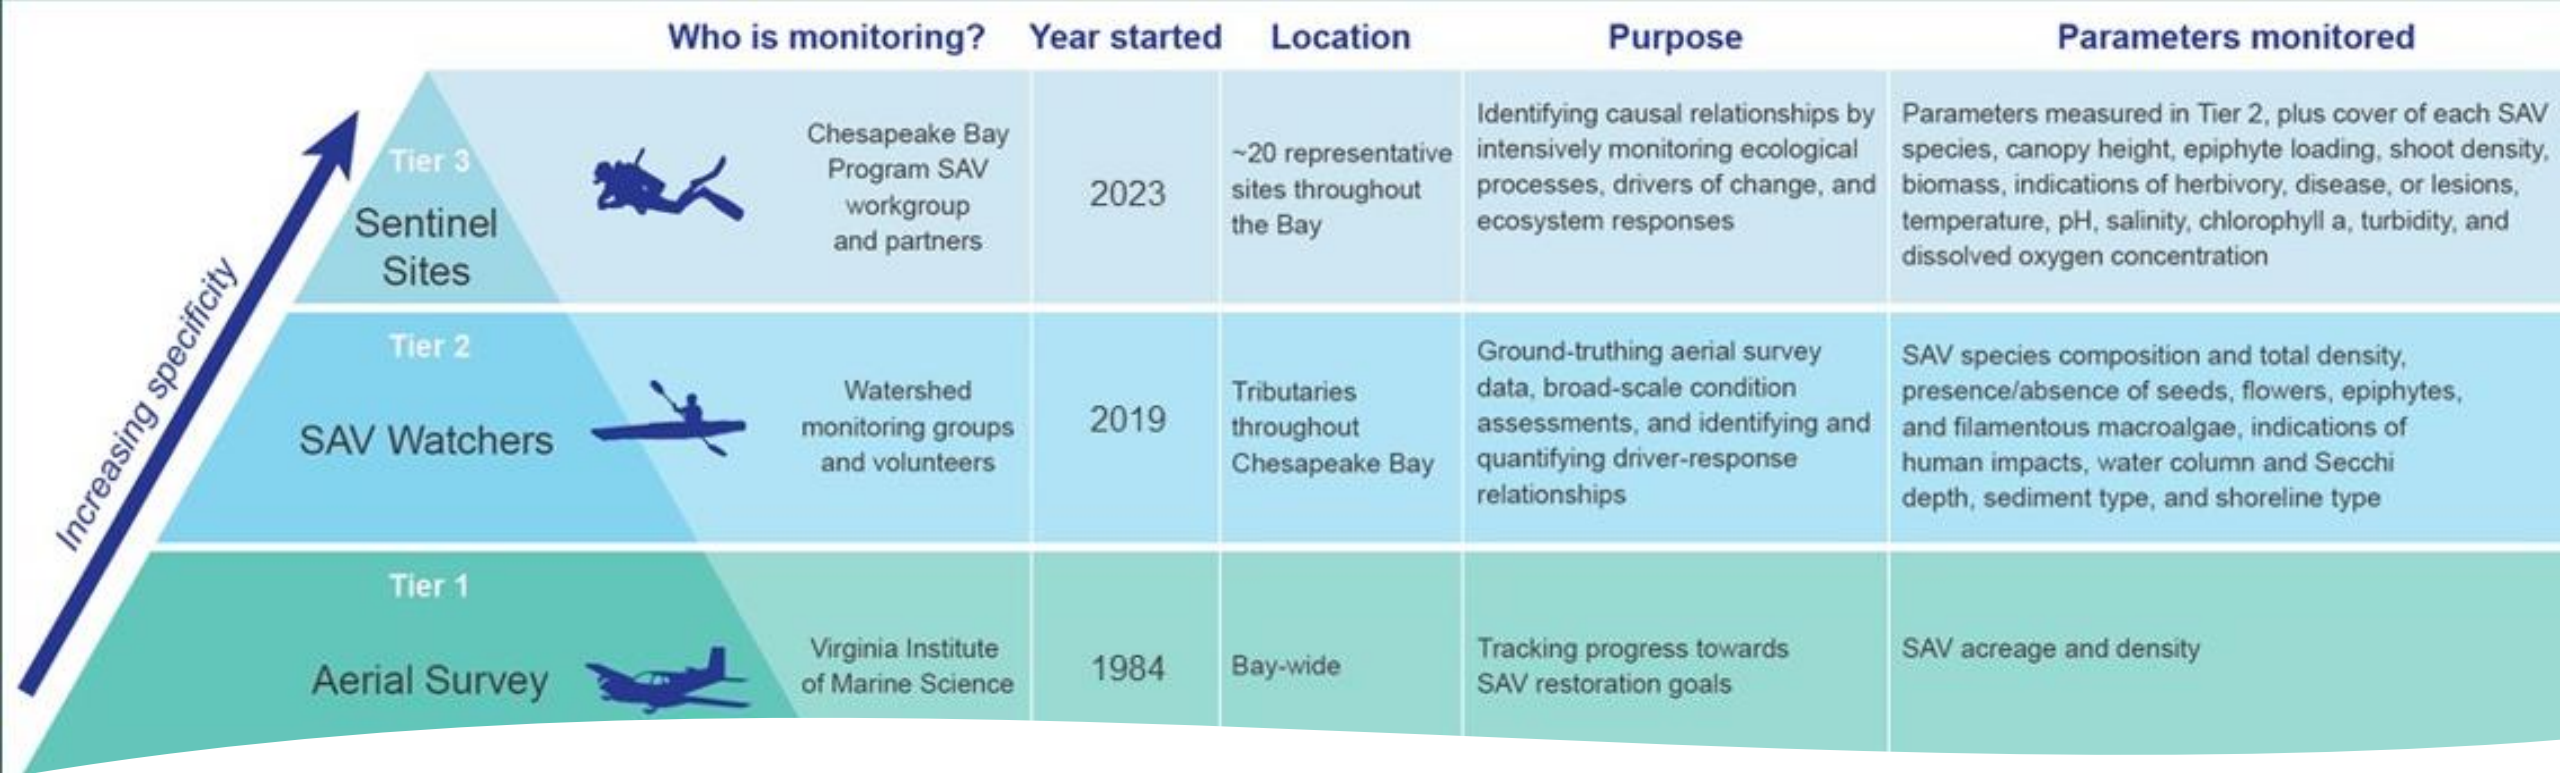 Who is monitoring?
Year started
Location
Purpose
Parameters monitored
Increasing specificity
Tier 3
Sentinel
Sites
Chesapeake Bay
Program SAV
workgroup
and partners
2023
~20 representative
sites throughout
the Bay
Identifying causal relationships by
intensively monitoring ecological
processes, drivers of change, and
ecosystem responses
Parameters measured in Tier 2, plus cover of each SAV
species, canopy height, epiphyte loading, shoot density,
biomass, indications of herbivory, disease, or lesions,
temperature, pH, salinity, chlorophyll a, turbidity, and
dissolved oxygen concentration
Tier 2
SAV Watchers
Watershed
monitoring groups
and volunteers
2019
Tributaries
throughout
Chesapeake Bay
Ground-truthing aerial survey
data, broad-scale condition
assessments, and identifying and
quantifying driver-response
relationships
SAV species composition and total density,
presence/absence of seeds, flowers, epiphytes,
and filamentous macroalgae, indications of
human impacts, water column and Secchi
depth, sediment type, and shoreline type
Tier 1
Aerial Survey
Virginia Institute
of Marine Science
1984
Bay-wide
Tracking progress towards
SAV restoration goals
SAV acreage and density